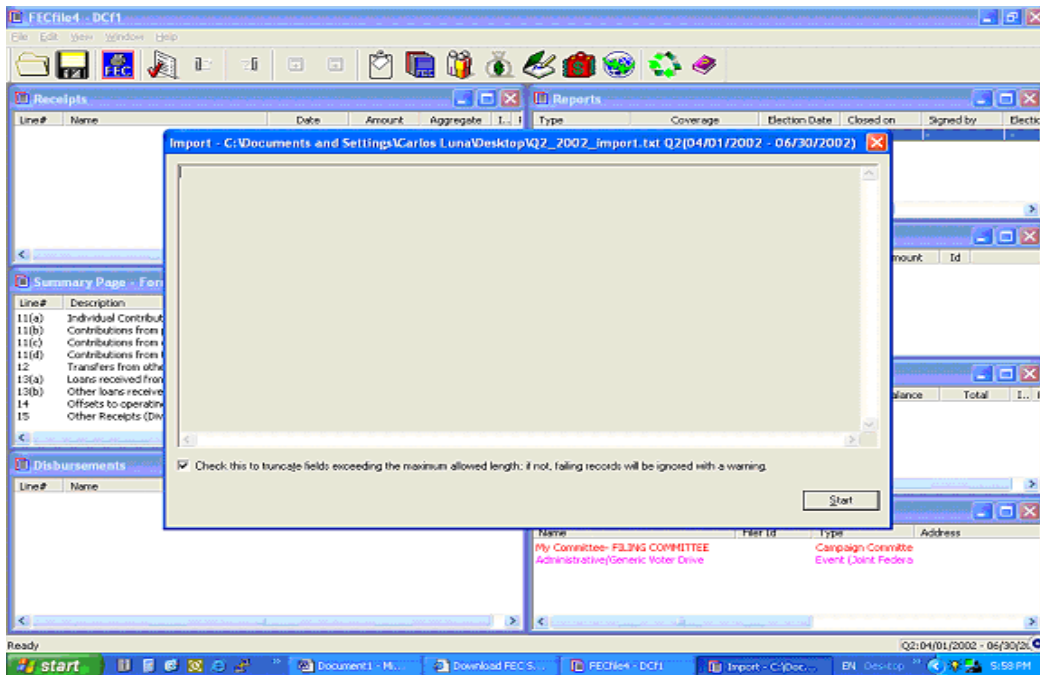 FECfile4 - DCf1
File Edit View Window Help
FEC
FEC
Receipts
Line# Name Date Amount Aggregate I...
Reports
Type Coverage Election Date Closed on Signed by
Import - C:\Documents and Settings\Carlos Luna\Desktop\Q2_2002_import.txt Q2(04/01/2002 - 06/30/2002)
Amount Id
Summary Page - For
Line# Description
11(a) Individual Contribut
11(b) Contributions from
11(c) Contributions from
11(d) Contributions from
12 Transfers from othe
13(a) Loans received from
13(b) Other loans receive
14 Offsets to operatin
15 Other Receipts (Div
alance Total I...
Check this to truncate fields exceeding the maximum allowed length; if not, failing records will be ignored with a warning.
Start
Disbursements
Line# Name
Name Filer Id Type Address
My Committee- FILING COMMITTEE Campaign Committe
Administrative/Generic Voter Drive Event (Joint Federa
Ready
Q2:04/01/2002 - 06/30/20
start
Document1 - Mi...
Download FEC S...
FECfile4 - DCf1
Import - C:\Doc...
EN Desktop
5:58 PM